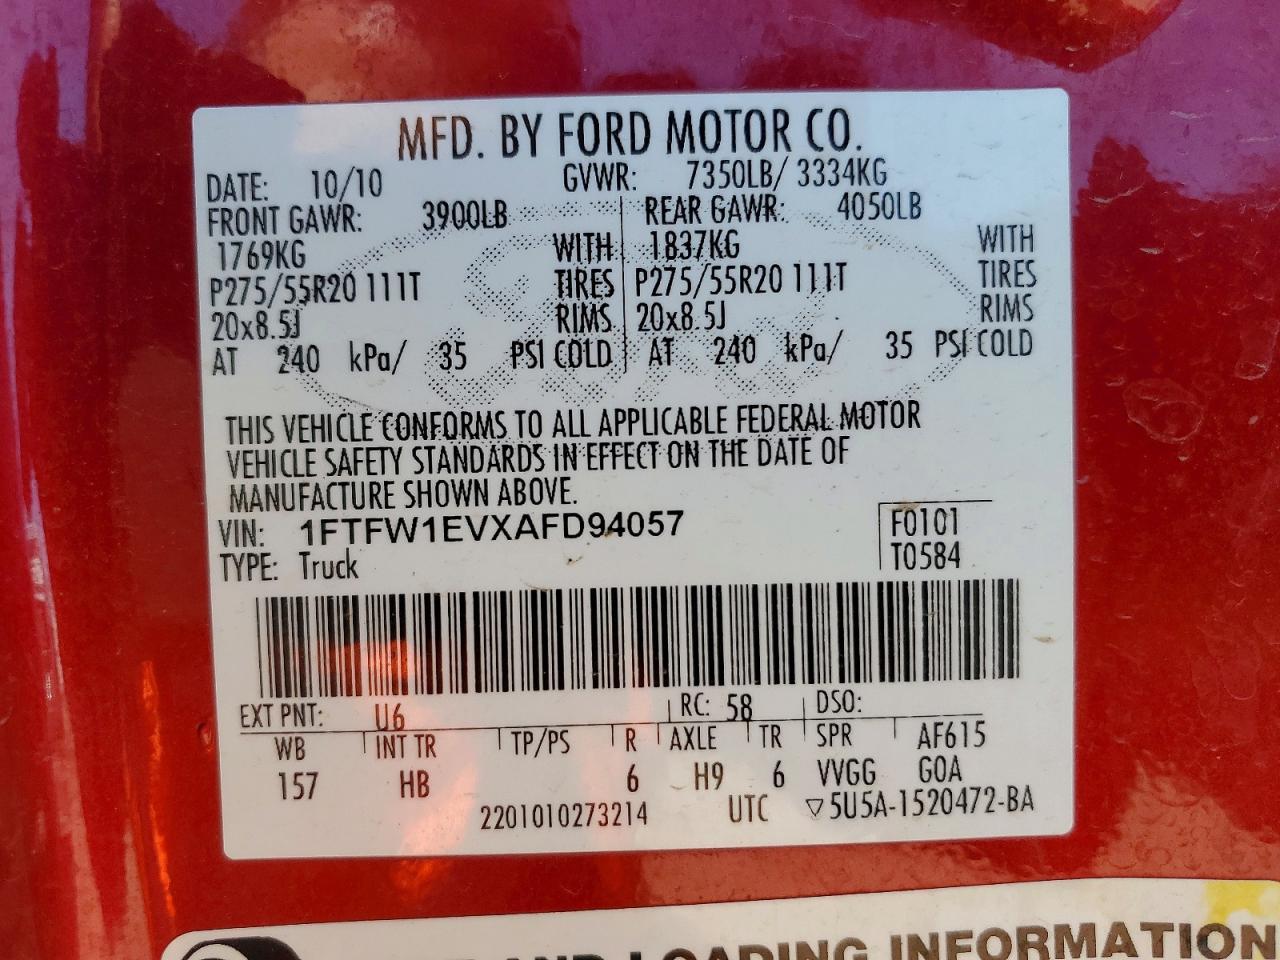 MFD. BY FORD MOTOR CO.
DATE: 10/10 GVWR: 7350LB/ 3334KG
FRONT GAWR: 3900LB REAR GAWR: 4050LB
1769KG WITH 1837KG WITH
P275/55R20 111T TIRES P275/55R20 111T TIRES
20x8.5J RIMS 20x8.5J RIMS
AT 240 kPa/ 35 PSI COLD AT 240 kPa/ 35 PSI COLD
THIS VEHICLE CONFORMS TO ALL APPLICABLE FEDERAL MOTOR
VEHICLE SAFETY STANDARDS IN EFFECT ON THE DATE OF
MANUFACTURE SHOWN ABOVE.
VIN: 1FTFW1EVXAFD94057 F0101
TYPE: Truck T0584
EXT PNT: U6 RC: 58 DSO:
WB INT TR TP/PS R AXLE TR SPR AF615
157 HB 6 H9 6 VVGG GOA
2201010273214 UTC ▽5U5A-1520472-BA
AND LOADING INFORMATION